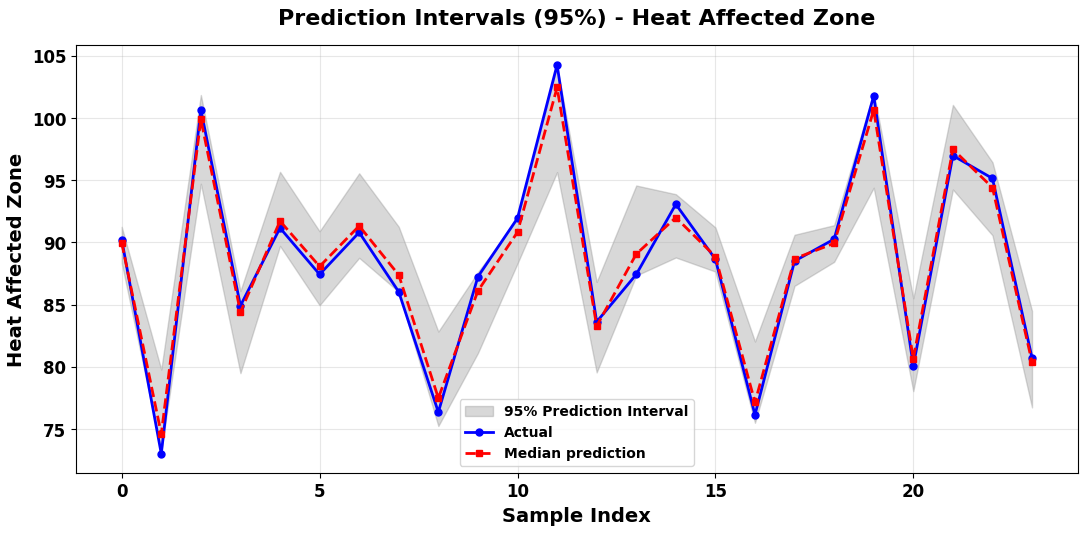 Prediction Intervals (95%) - Heat Affected Zone
Heat Affected Zone
105
100
95
90
85
80
75
95% Prediction Interval
Actual
Median prediction
0
5
10
15
20
Sample Index